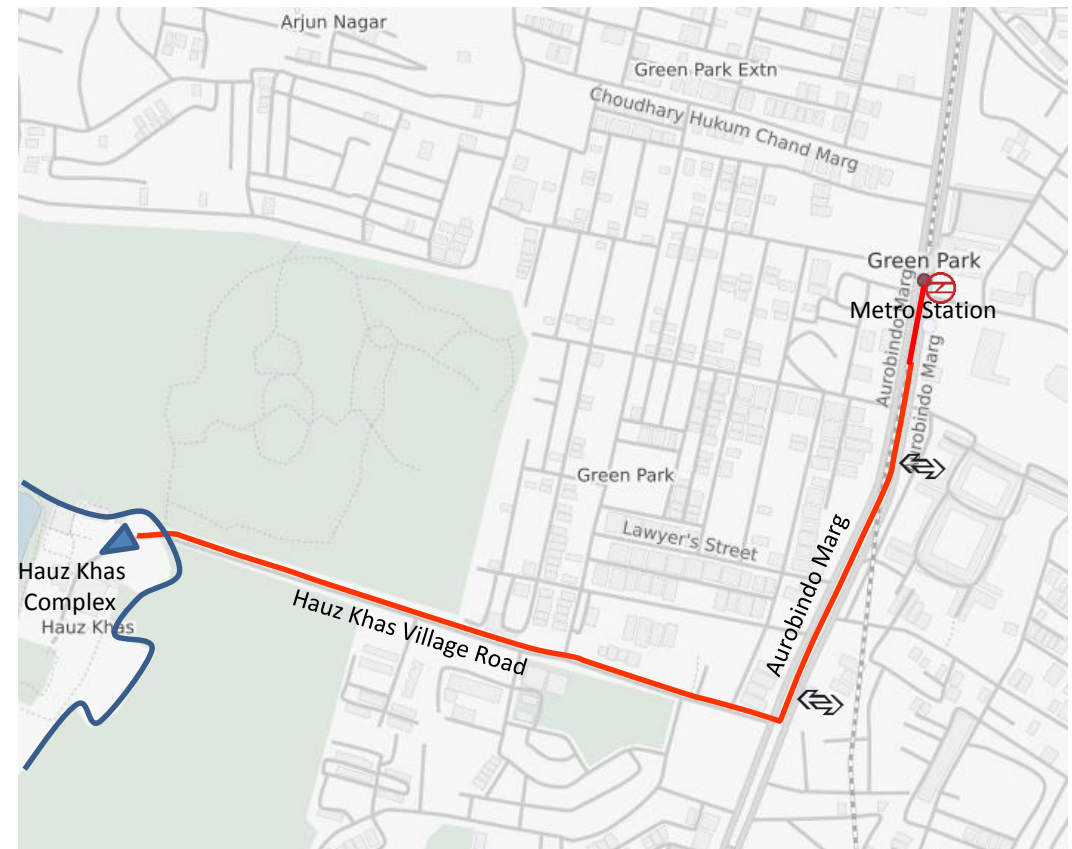 Arjun Nagar
Green Park Extn
Choudhary Hukum Chand Marg
Green Park
Metro Station
Aurobindo Marg
Aurobindo Marg
Green Park
Lawyer's Street
Aurobindo Marg
Hauz Khas
Complex
Hauz Khas
Hauz Khas Village Road